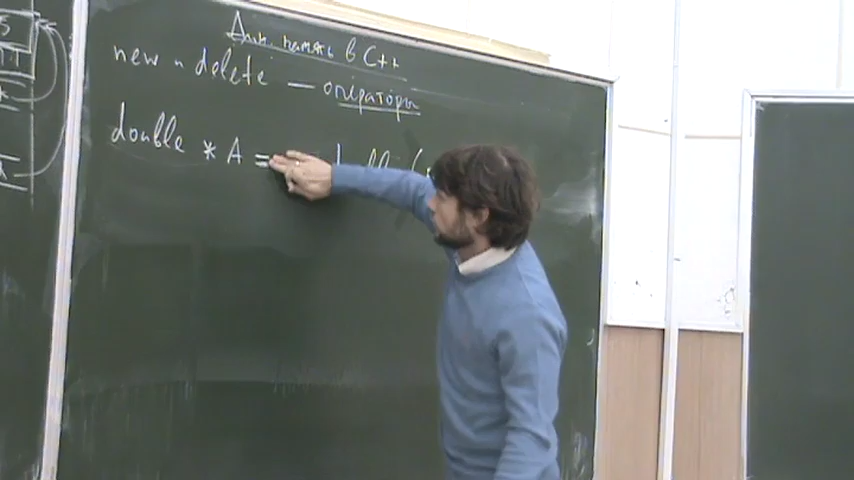 Дин. память в C++
new и delete — операторы
double * A =